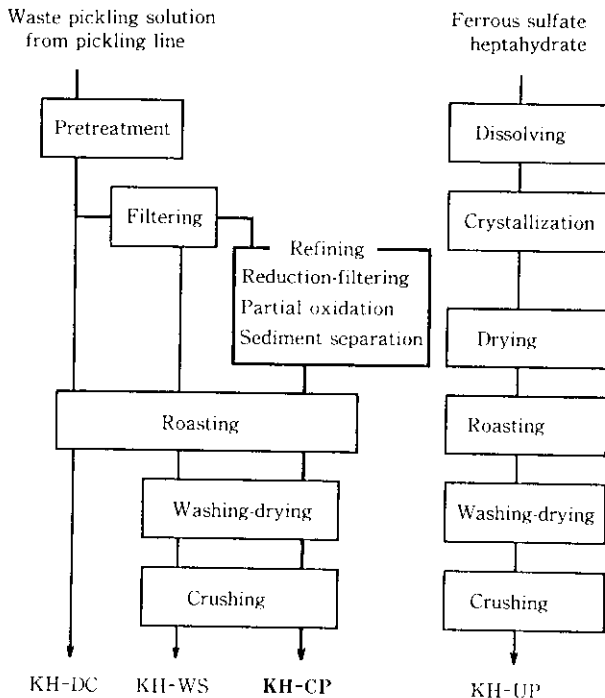 Waste pickling solution
from pickling line
Pretreatment
Filtering
Refining
Reduction-filtering
Partial oxidation
Sediment separation
Roasting
Washing-drying
Crushing
KH-DC
KH-WS
KH-CP
Ferrous sulfate
heptahydrate
Dissolving
Crystallization
Drying
Roasting
Washing-drying
Crushing
KH-UP